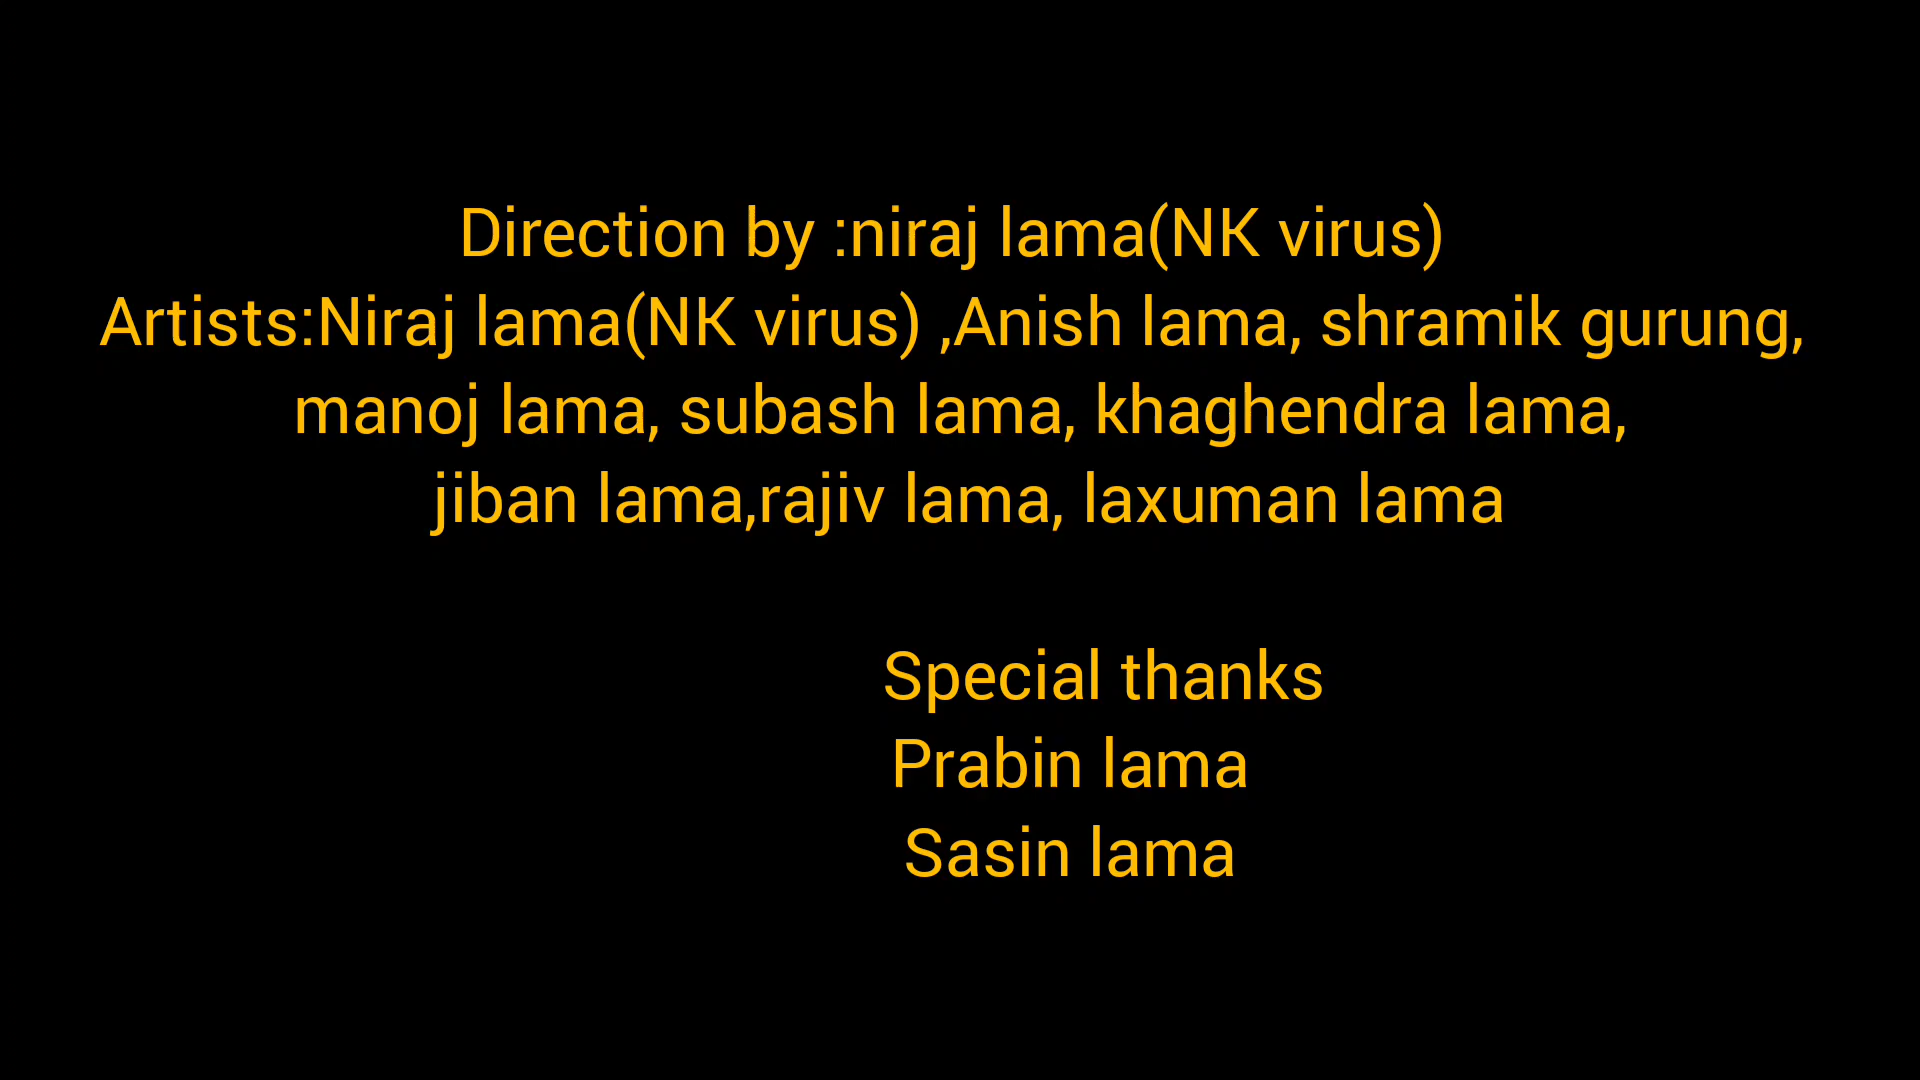 Direction by :niraj lama(NK virus)
Artists:Niraj lama(NK virus) ,Anish lama, shramik gurung,
manoj lama, subash lama, khaghendra lama,
jiban lama,rajiv lama, laxuman lama
Special thanks
Prabin lama
Sasin lama